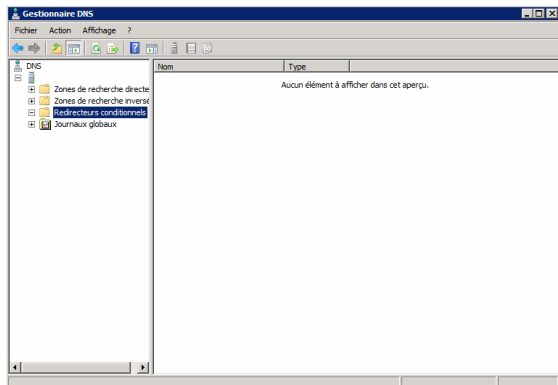 Gestionnaire DNS
Fichier Action Affichage ?
DNS
Nom Type
Aucun élément à afficher dans cet aperçu.
Zones de recherche directe
Zones de recherche inverse
Redirecteurs conditionnels
Journaux globaux